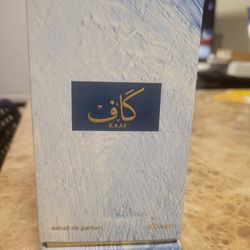 كاف
KAAF
extrait de parfum